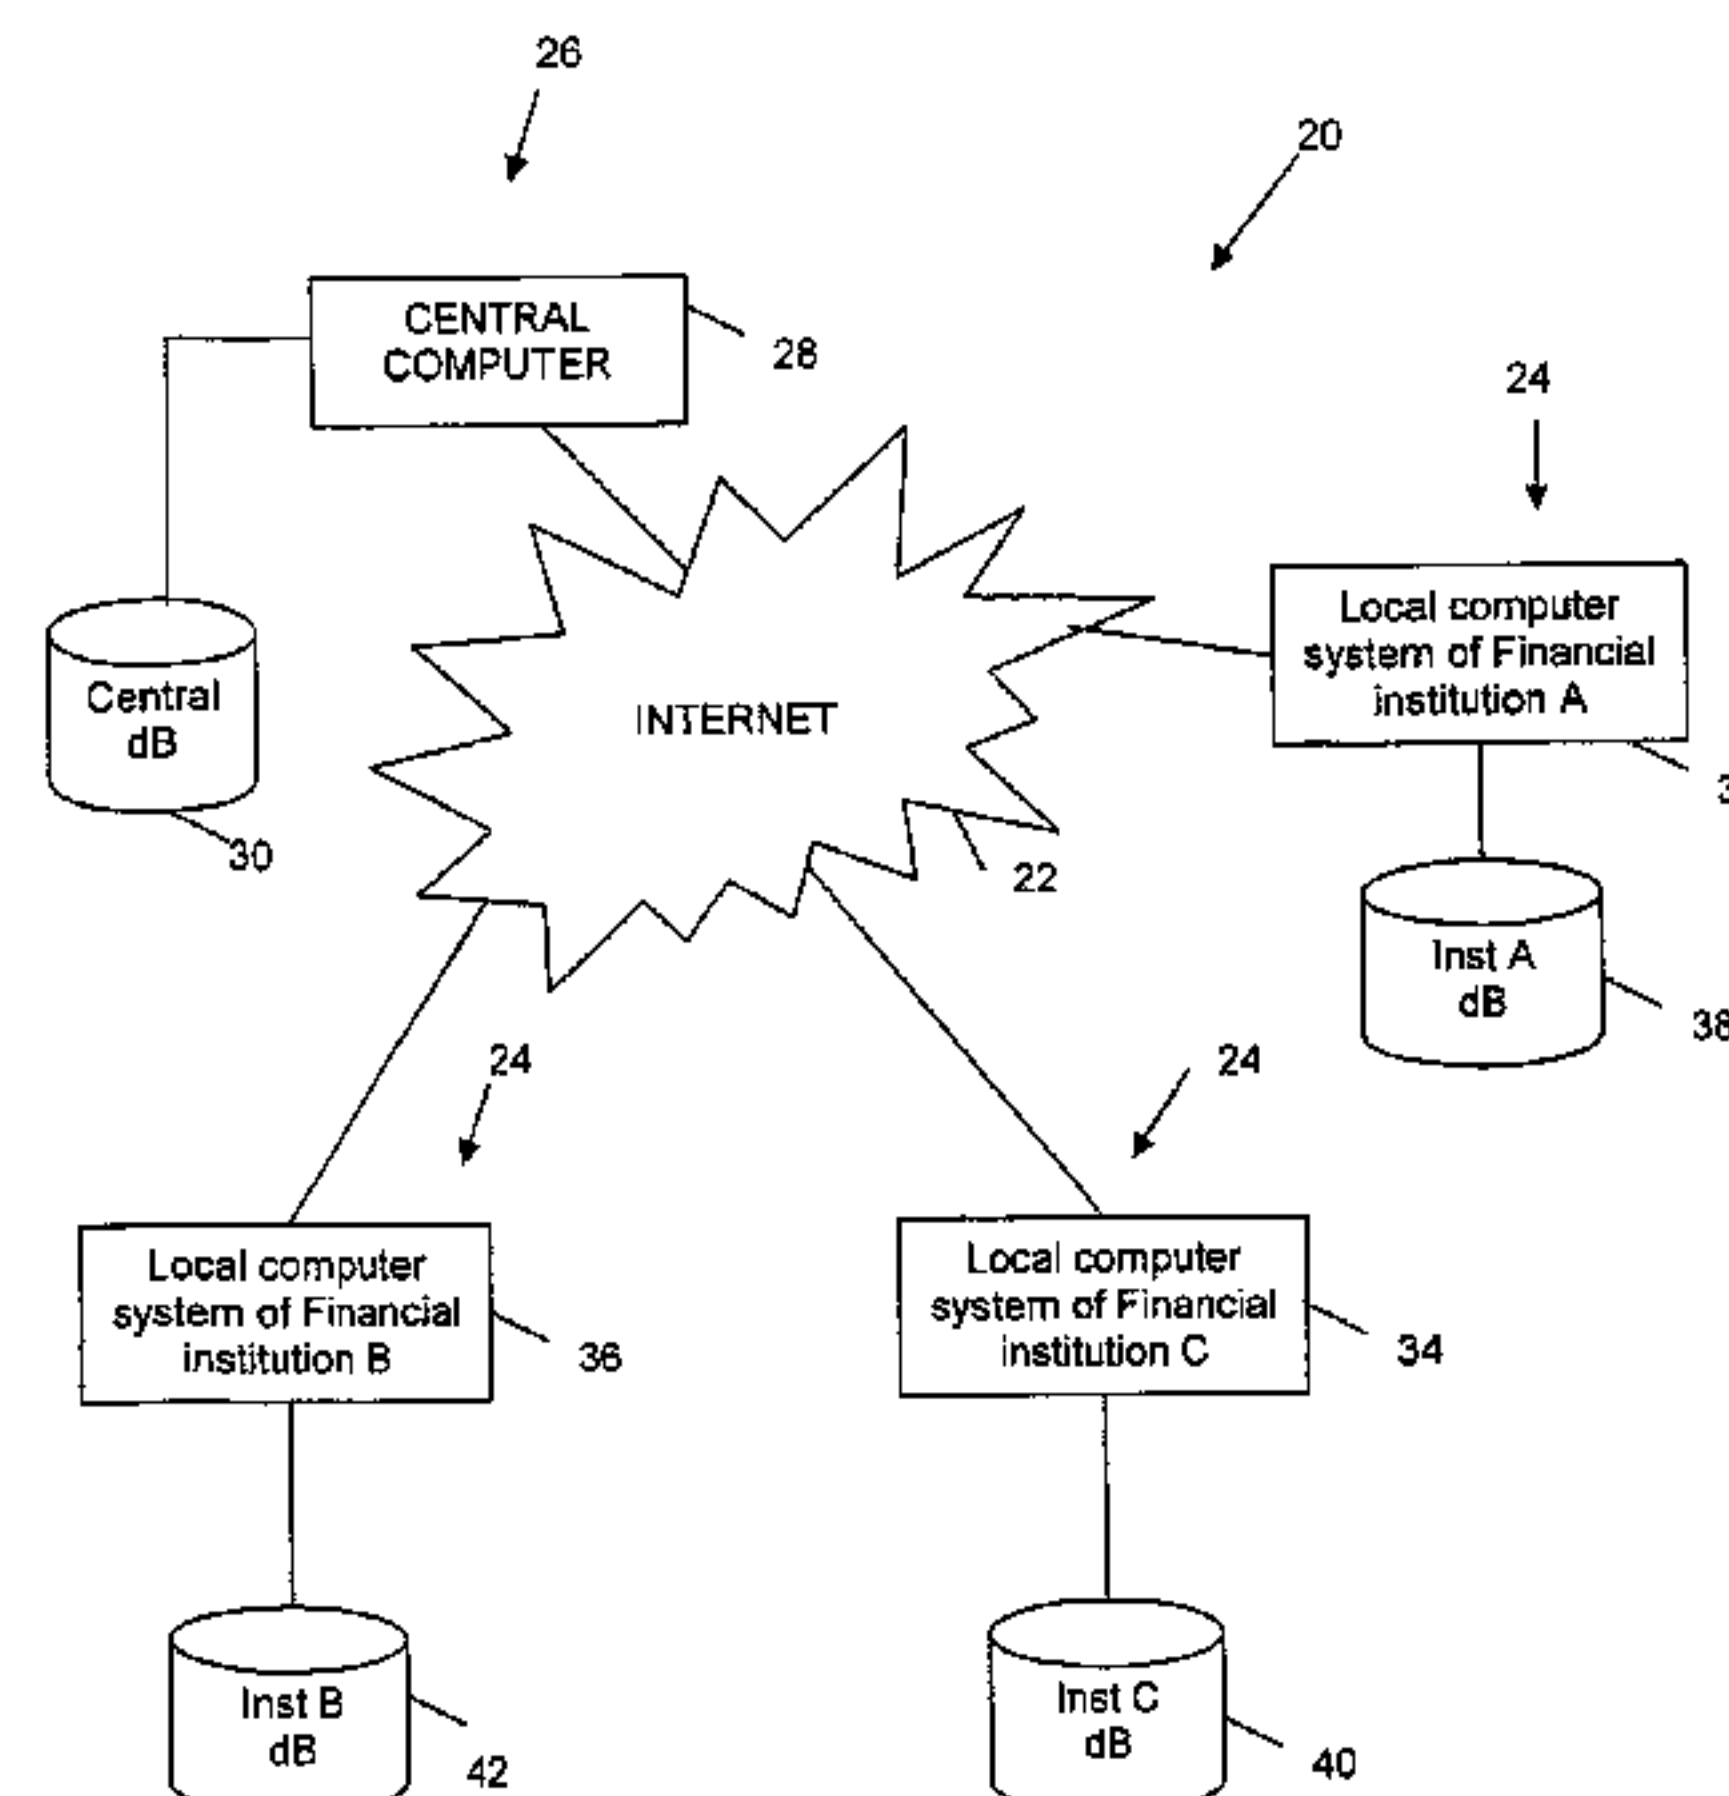 26
20
CENTRAL
COMPUTER
28
24
Local computer
system of Financial
institution A
Central
dB
INTERNET
30
22
Inst A
dB
38
24
24
Local computer
system of Financial
institution B
36
Local computer
system of Financial
institution C
34
Inst B
dB
42
Inst C
dB
40